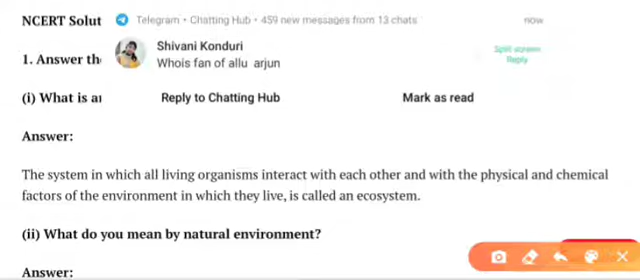 NCERT Solut
Telegram • Chatting Hub • 459 new messages from 13 chats
now
Shivani Konduri
Whois fan of allu arjun
Split screen
Reply
1. Answer th
(i) What is an
Reply to Chatting Hub
Mark as read
Answer:
The system in which all living organisms interact with each other and with the physical and chemical
factors of the environment in which they live, is called an ecosystem.
(ii) What do you mean by natural environment?
Answer: